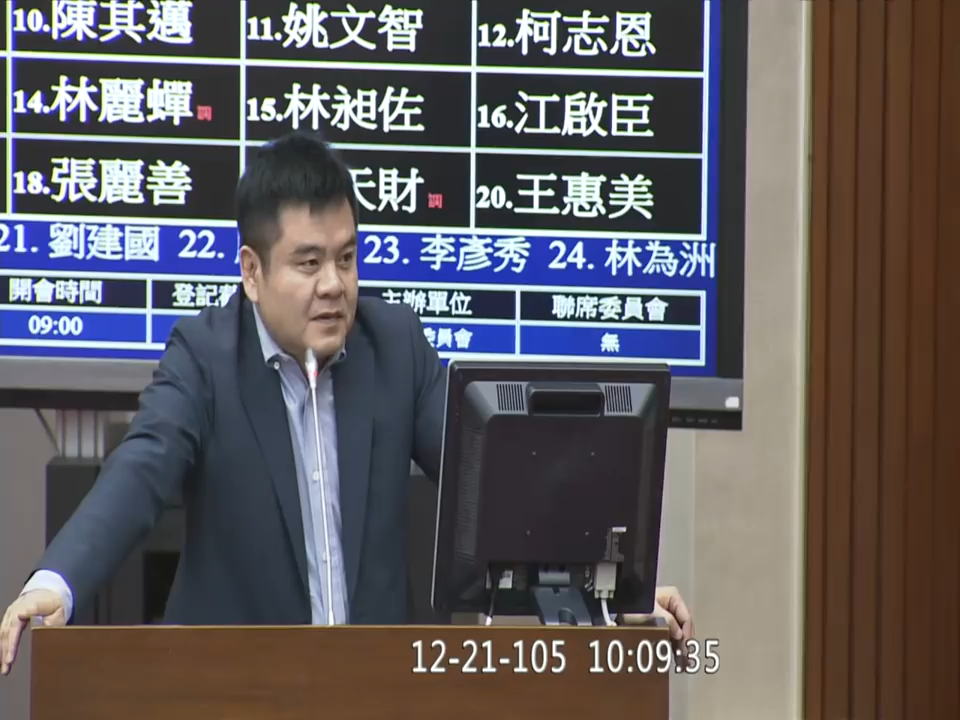 10.陳其邁 11.姚文智 12.柯志恩
14.林麗蟬 15.林昶佐 16.江啟臣
18.張麗善 天財 20.王惠美
21. 劉建國 22. 23. 李彥秀 24. 林為洲
開會時間 登記 主辦單位 聯席委員會
09:00 員會 無
12-21-105 10:09:35